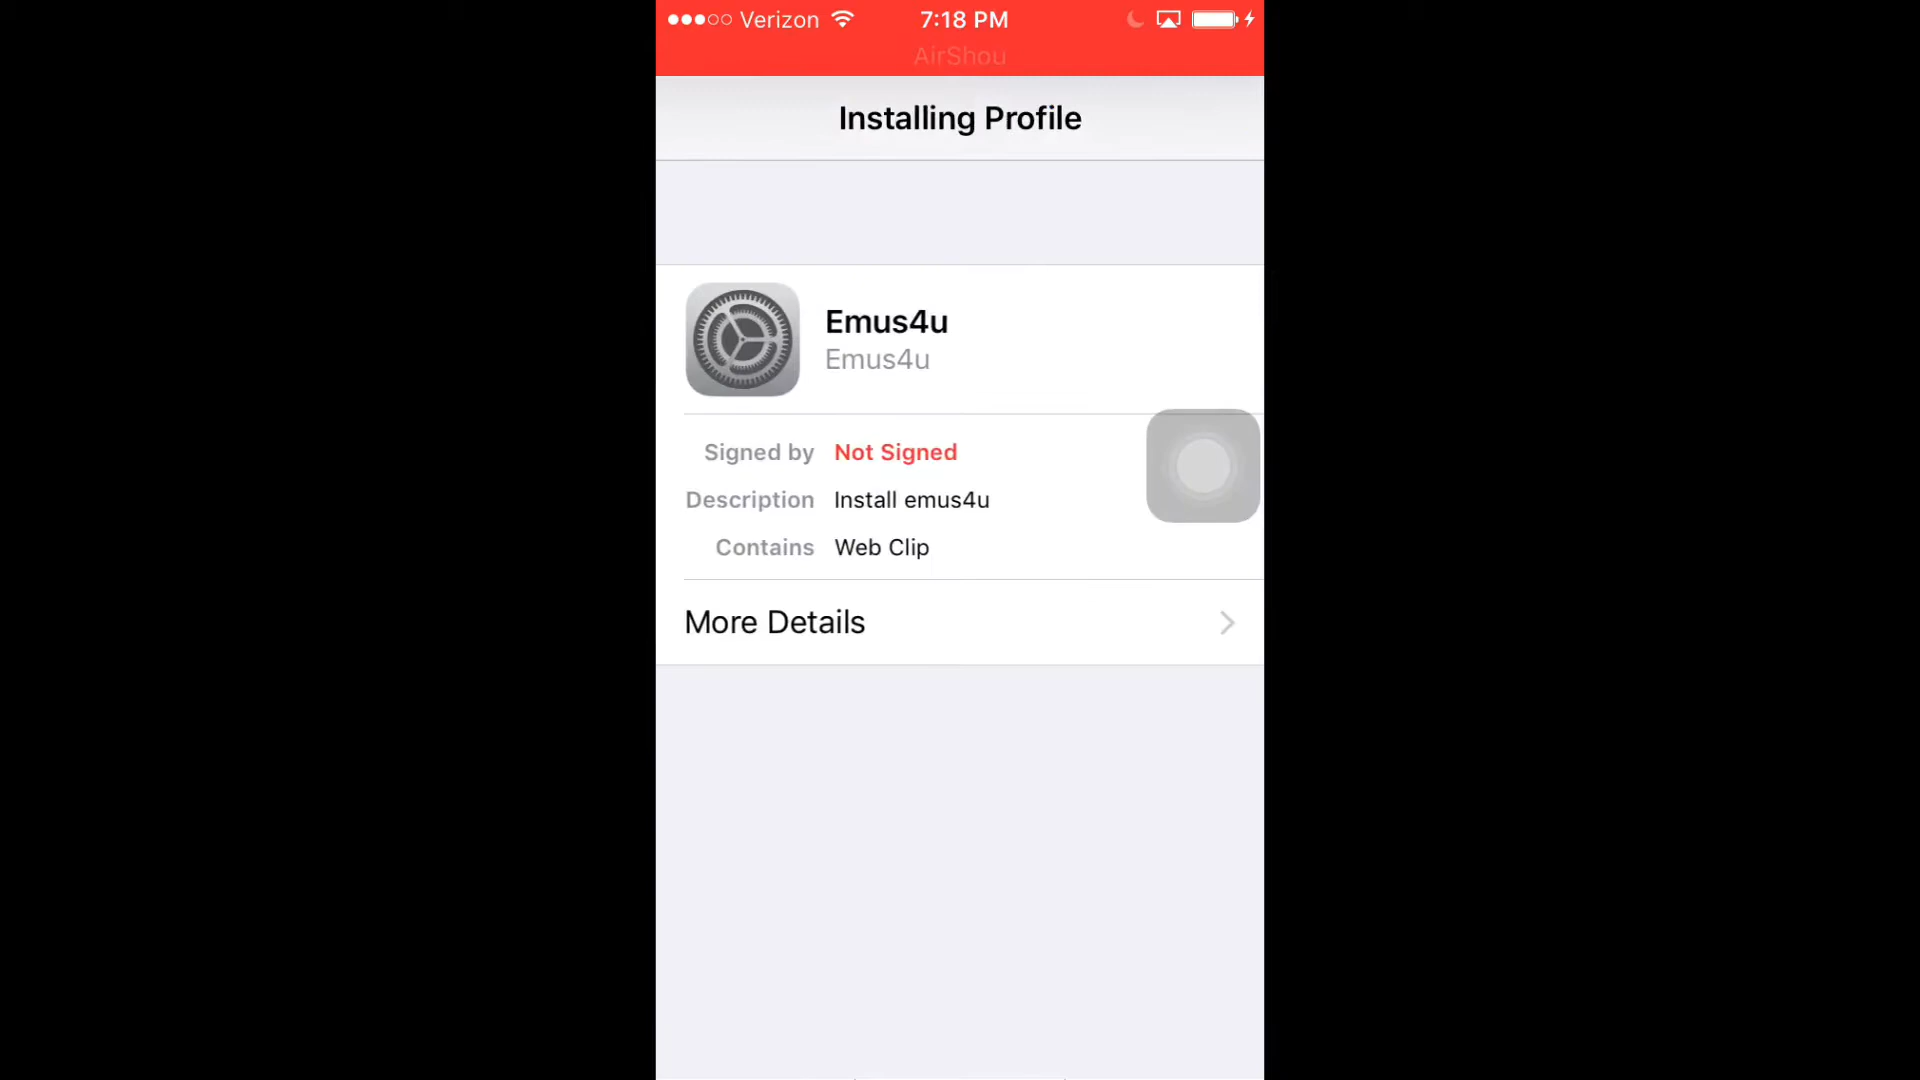 Verizon 7:18 PM
AirShou
Installing Profile
Emus4u
Emus4u
Signed by Not Signed
Description Install emus4u
Contains Web Clip
More Details